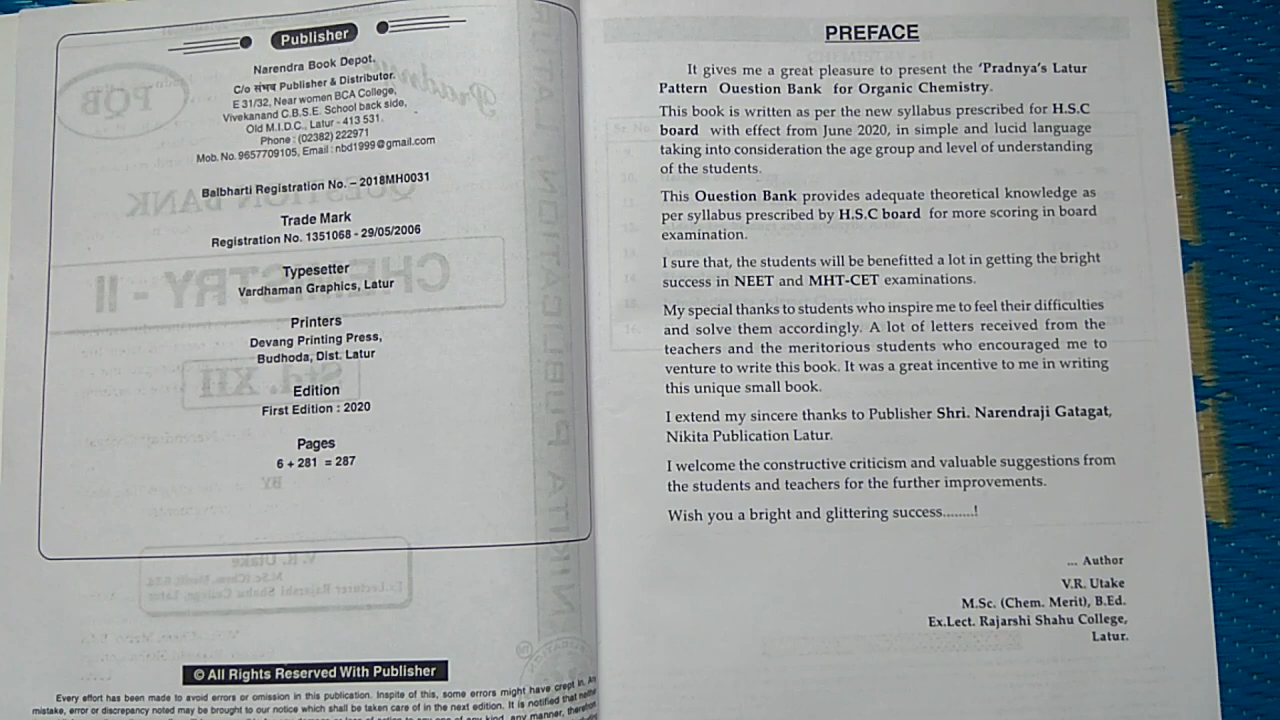 Publisher
Narendra Book Depot.
C/o संभव Publisher & Distributor.
E 31/32, Near women BCA College,
Vivekanand C.B.S.E. School back side,
Old M.I.D.C., Latur - 413 531.
Phone : (02382) 222971
Mob. No. 9657709105, Email : nbd1999@gmail.com
Balbharti Registration No. – 2018MH0031
Trade Mark
Registration No. 1351068 - 29/05/2006
Typesetter
Vardhaman Graphics, Latur
Printers
Devang Printing Press,
Budhoda, Dist. Latur
Edition
First Edition : 2020
Pages
6 + 281 = 287
© All Rights Reserved With Publisher
Every effort has been made to avoid errors or omission in this publication. Inspite of this, some errors might have crept in.
mistake, error or discrepancy noted may be brought to our notice which shall be taken care of in the next edition. It is notified that
kind, any manner,
PREFACE
It gives me a great pleasure to present the ‘Pradnya's Latur
Pattern Ouestion Bank for Organic Chemistry.
This book is written as per the new syllabus prescribed for H.S.C
board with effect from June 2020, in simple and lucid language
taking into consideration the age group and level of understanding
of the students.
This Ouestion Bank provides adequate theoretical knowledge as
per syllabus prescribed by H.S.C board for more scoring in board
examination.
I sure that, the students will be benefitted a lot in getting the bright
success in NEET and MHT-CET examinations.
My special thanks to students who inspire me to feel their difficulties
and solve them accordingly. A lot of letters received from the
teachers and the meritorious students who encouraged me to
venture to write this book. It was a great incentive to me in writing
this unique small book.
I extend my sincere thanks to Publisher Shri. Narendraji Gatagat,
Nikita Publication Latur.
I welcome the constructive criticism and valuable suggestions from
the students and teachers for the further improvements.
Wish you a bright and glittering success........!
... Author
V.R. Utake
M.Sc. (Chem. Merit), B.Ed.
Ex.Lect. Rajarshi Shahu College,
Latur.